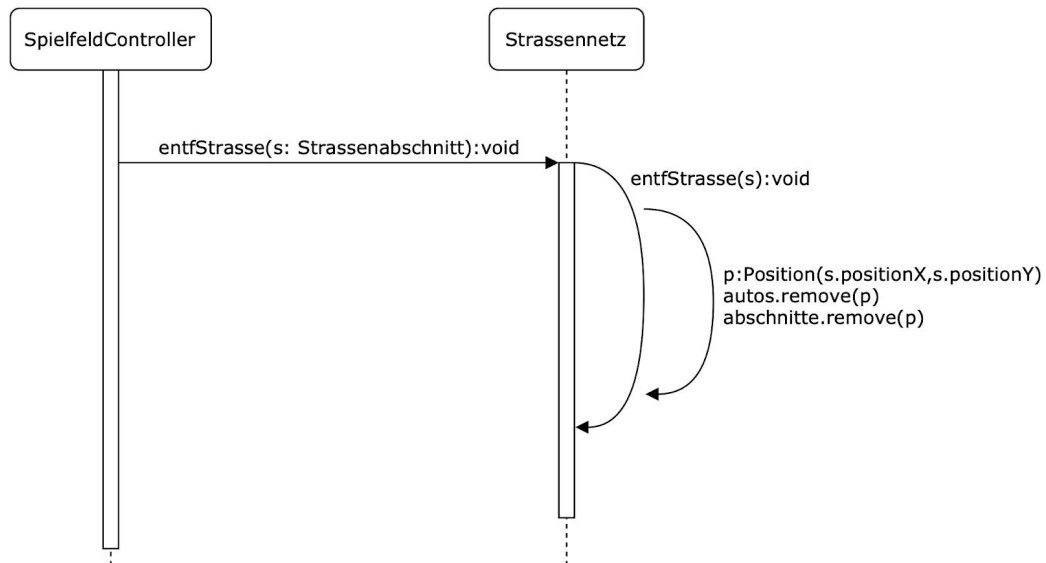 SpielfeldController
Strassennetz
entfStrasse(s: Strassenabschnitt):void
entfStrasse(s):void
p:Position(s.positionX,s.positionY)
autos.remove(p)
abschnitte.remove(p)